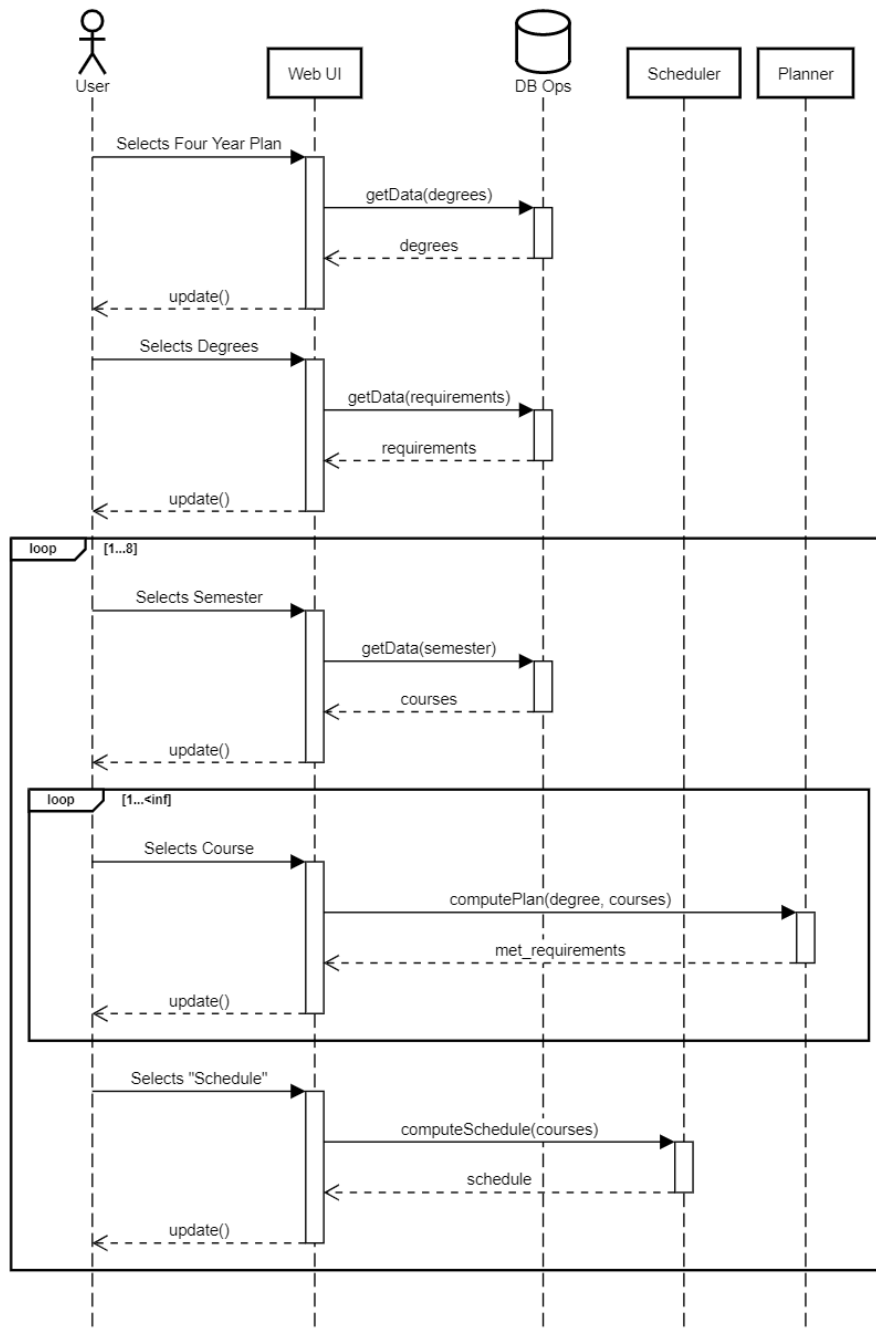 User
Web UI
DB Ops
Scheduler
Planner
Selects Four Year Plan
getData(degrees)
degrees
update()
Selects Degrees
getData(requirements)
requirements
update()
loop [1...8]
Selects Semester
getData(semester)
courses
update()
loop [1...<inf]
Selects Course
computePlan(degree, courses)
met_requirements
update()
Selects "Schedule"
computeSchedule(courses)
schedule
update()